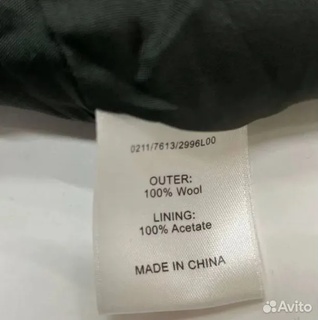 0211/7613/2996L00
OUTER:
100% Wool
LINING:
100% Acetate
MADE IN CHINA
Avito